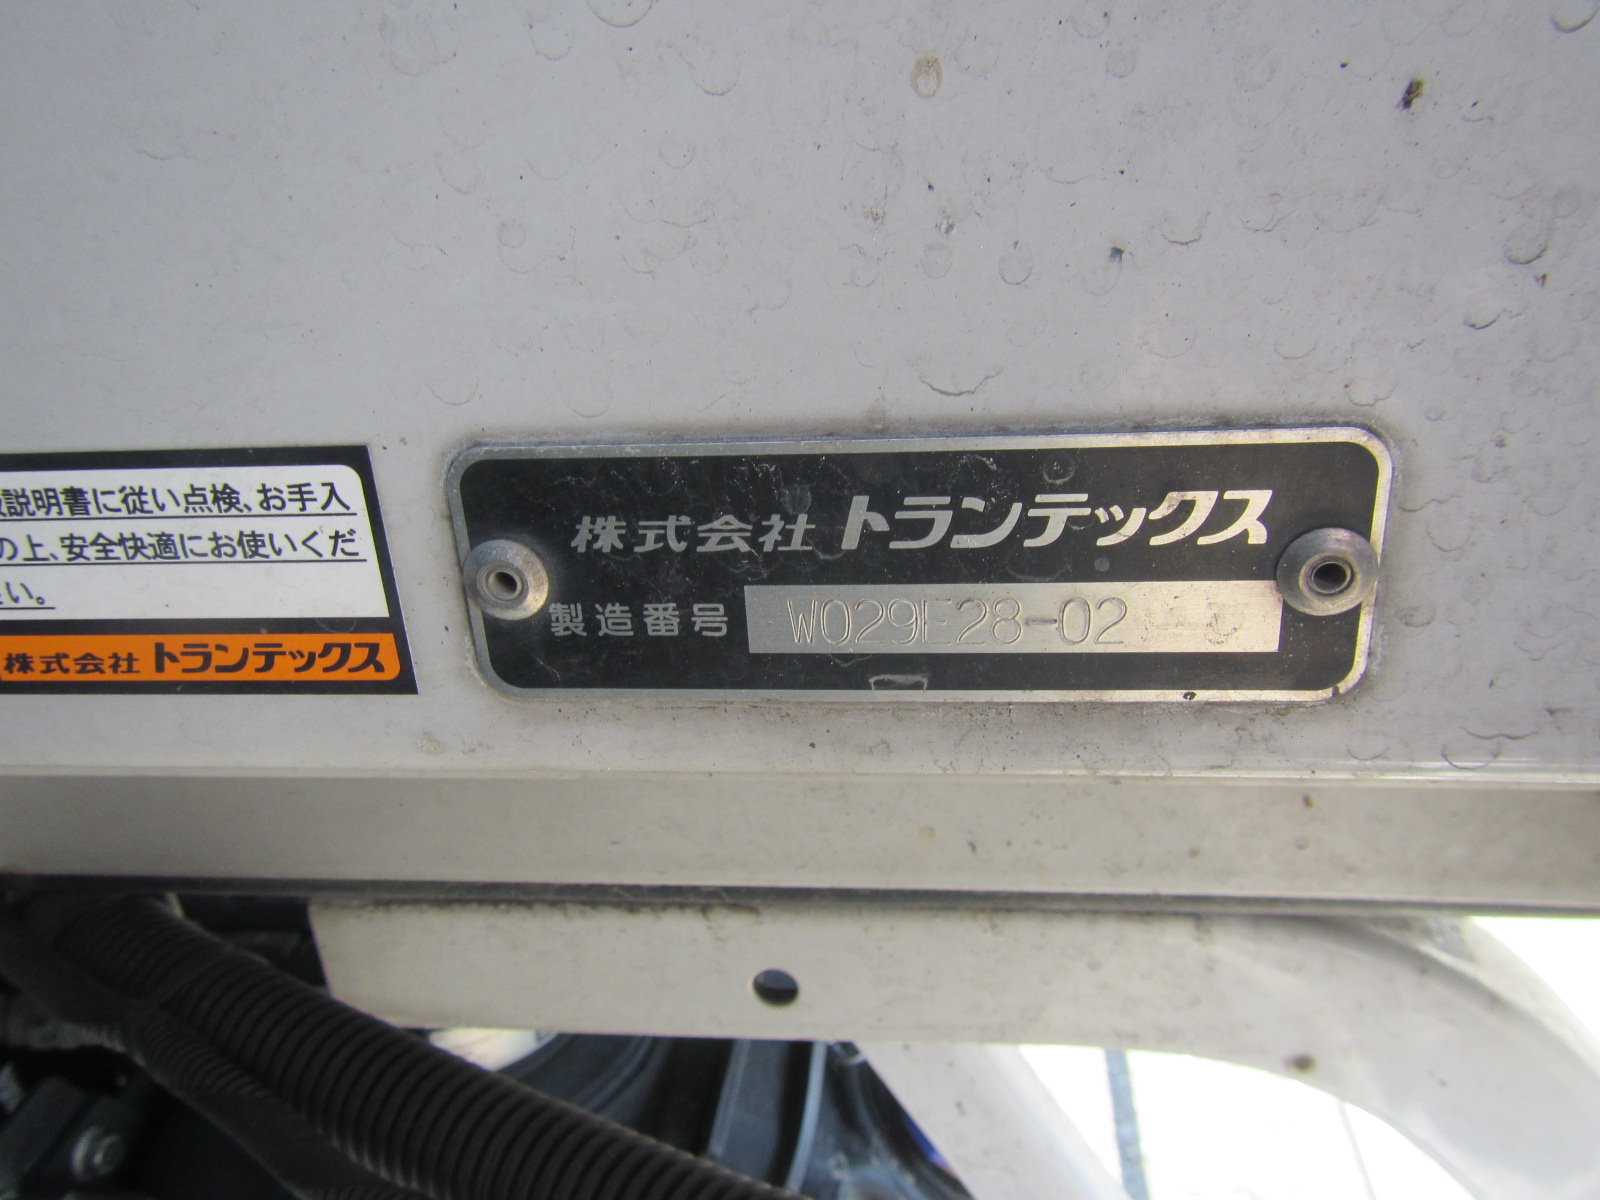 説明書に従い点検、お手入
の上、安全快適にお使いくだ
い。
株式会社 トランテックス
株式会社 トランテックス
製造番号 W029E28-02